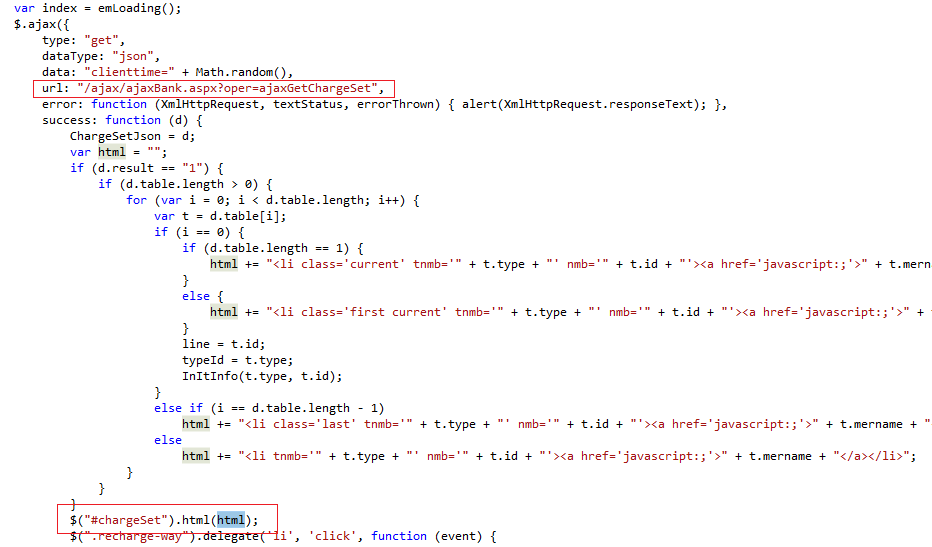 var index = emLoading();
$.ajax({
type: "get",
dataType: "json",
data: "clienttime=" + Math.random(),
url: "/ajax/ajaxBank.aspx?oper=ajaxGetChargeSet",
error: function (XmlHttpRequest, textStatus, errorThrown) { alert(XmlHttpRequest.responseText); },
success: function (d) {
ChargeSetJson = d;
var html = "";
if (d.result == "1") {
if (d.table.length > 0) {
for (var i = 0; i < d.table.length; i++) {
var t = d.table[i];
if (i == 0) {
if (d.table.length == 1) {
html += "<li class='current' tnmb='" + t.type + "' nmb='" + t.id + "'><a href='javascript:;'>" + t.mern
}
else {
html += "<li class='first current' tnmb='" + t.type + "' nmb='" + t.id + "'><a href='javascript:;'>" +
}
line = t.id;
typeId = t.type;
InItInfo(t.type, t.id);
}
else if (i == d.table.length - 1)
html += "<li class='last' tnmb='" + t.type + "' nmb='" + t.id + "'><a href='javascript:;'>" + t.mername + "
else
html += "<li tnmb='" + t.type + "' nmb='" + t.id + "'><a href='javascript:;'>" + t.mername + "</a></li>";
}
}
}
$("#chargeSet").html(html);
$(".recharge-way").delegate('li', 'click', function (event) {